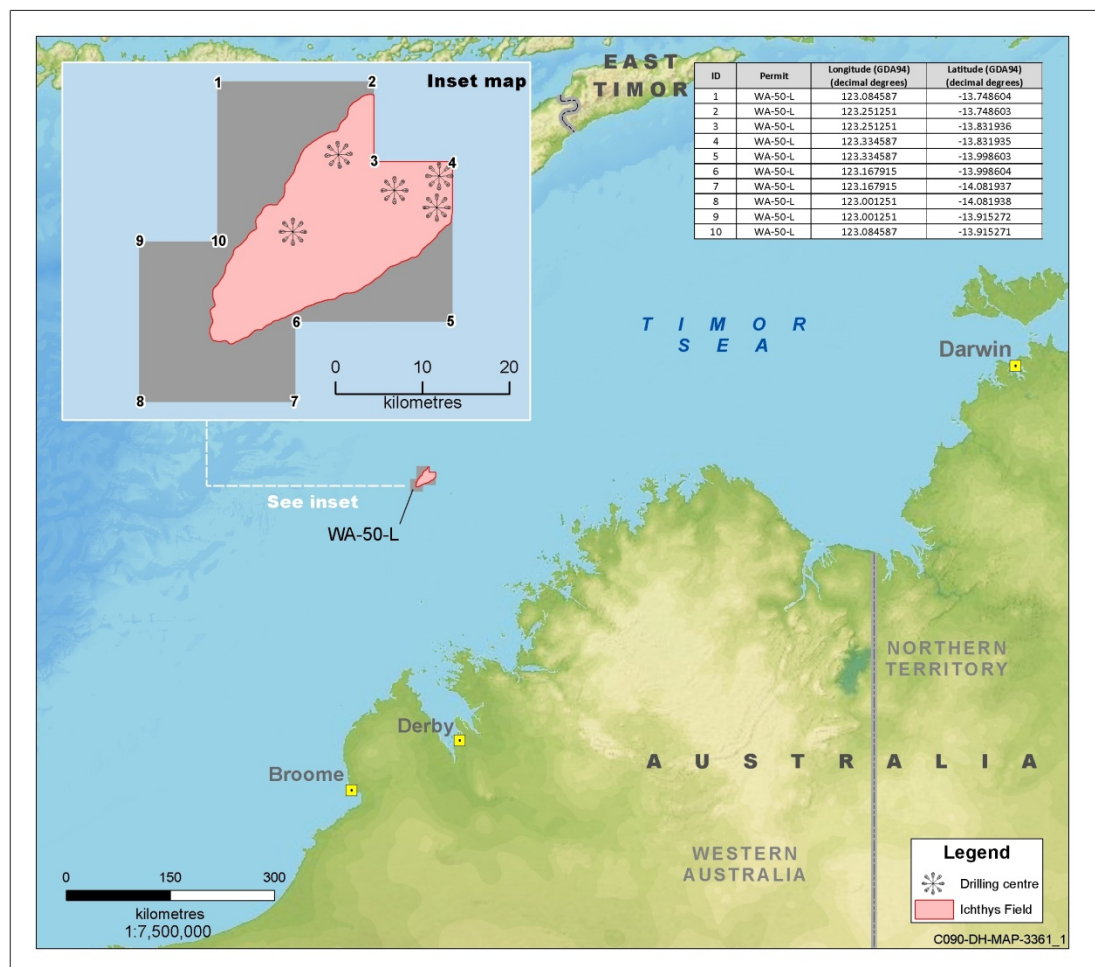 Inset map
1
2
3
4
5
6
7
8
9
10
0 10 20
kilometres
EAST
TIMOR
ID Permit Longitude (GDA94) (decimal degrees) Latitude (GDA94) (decimal degrees)
1 WA-50-L 123.084587 -13.748604
2 WA-50-L 123.251251 -13.748603
3 WA-50-L 123.251251 -13.831936
4 WA-50-L 123.334587 -13.831935
5 WA-50-L 123.334587 -13.998603
6 WA-50-L 123.167915 -13.998604
7 WA-50-L 123.167915 -14.081937
8 WA-50-L 123.001251 -14.081938
9 WA-50-L 123.001251 -13.915272
10 WA-50-L 123.084587 -13.915271
TIMOR
SEA
Darwin
See inset
WA-50-L
NORTHERN
TERRITORY
Derby
AUSTRALIA
Broome
WESTERN
AUSTRALIA
0 150 300
kilometres
1:7,500,000
Legend
Drilling centre
Ichthys Field
C090-DH-MAP-3361_1